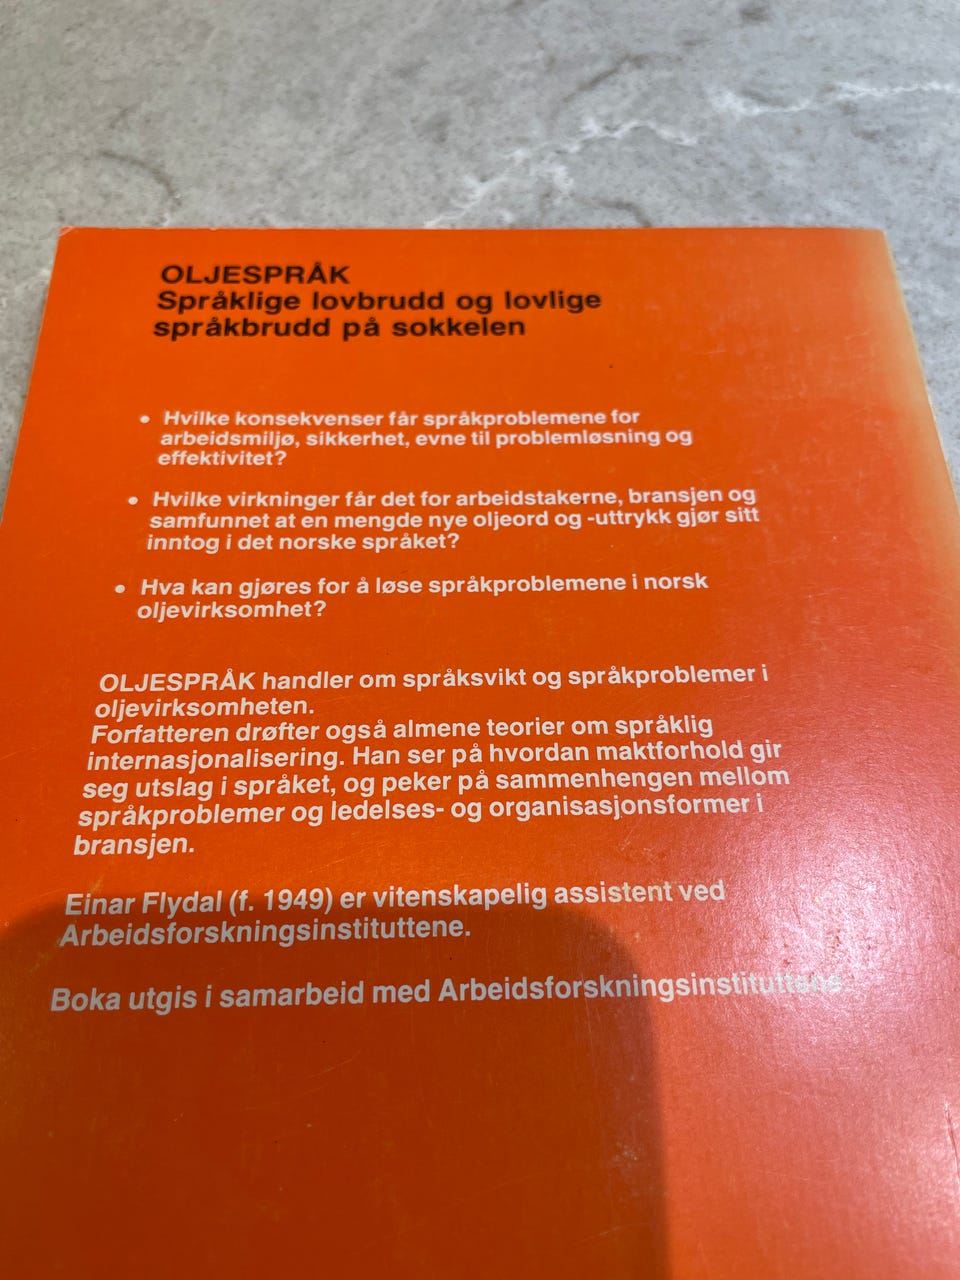 OLJESPRÅK
Språklige lovbrudd og lovlige
språkbrudd på sokkelen
• Hvilke konsekvenser får språkproblemene for
arbeidsmiljø, sikkerhet, evne til problemløsning og
effektivitet?
• Hvilke virkninger får det for arbeidstakerne, bransjen og
samfunnet at en mengde nye oljeord og -uttrykk gjør sitt
inntog i det norske språket?
• Hva kan gjøres for å løse språkproblemene i norsk
oljevirksomhet?
OLJESPRÅK handler om språksvikt og språkproblemer i
oljevirksomheten.
Forfatteren drøfter også almene teorier om språklig
internasjonalisering. Han ser på hvordan maktforhold gir
seg utslag i språket, og peker på sammenhengen mellom
språkproblemer og ledelses- og organisasjonsformer i
bransjen.
Einar Flydal (f. 1949) er vitenskapelig assistent ved
Arbeidsforskningsinstituttene.
Boka utgis i samarbeid med Arbeidsforskningsinstituttene.